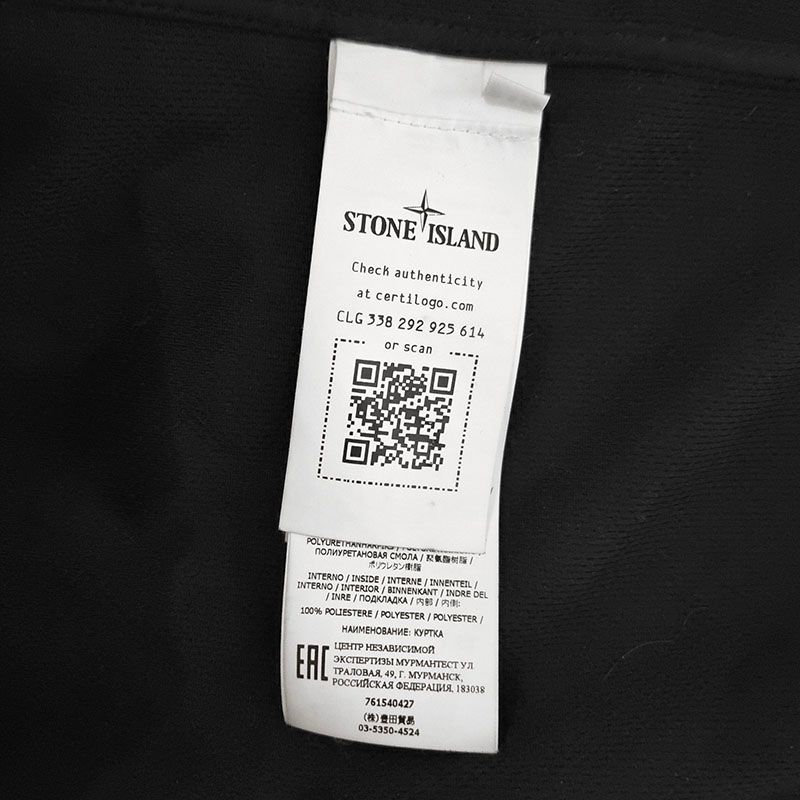 STONE ISLAND
Check authenticity
at certilogo.com
CLG 338 292 925 614
or scan
ПОЛИУРЕТАНОВАЯ СМОЛА / 聚氨酯树脂 /
ポリウレタン樹脂
INTERNO / INSIDE / INTERNE / INNENTEIL /
INTERNO / INTERIOR / BINNENKANT / INDRE DEL
/ INRE / ПОДКЛАДКА / 内部 / 内側:
100% POLIESTERE / POLYESTER / POLYESTER /
НАИМЕНОВАНИЕ: КУРТКА
EAC
ЦЕНТР НЕЗАВИСИМОЙ
ЭКСПЕРТИЗЫ МУРМАНТЕСТ УЛ.
ТРАЛОВАЯ, 49, Г. МУРМАНСК,
РОССИЙСКАЯ ФЕДЕРАЦИЯ, 183038
761540427
(株)豊田貿易
03-5350-4524